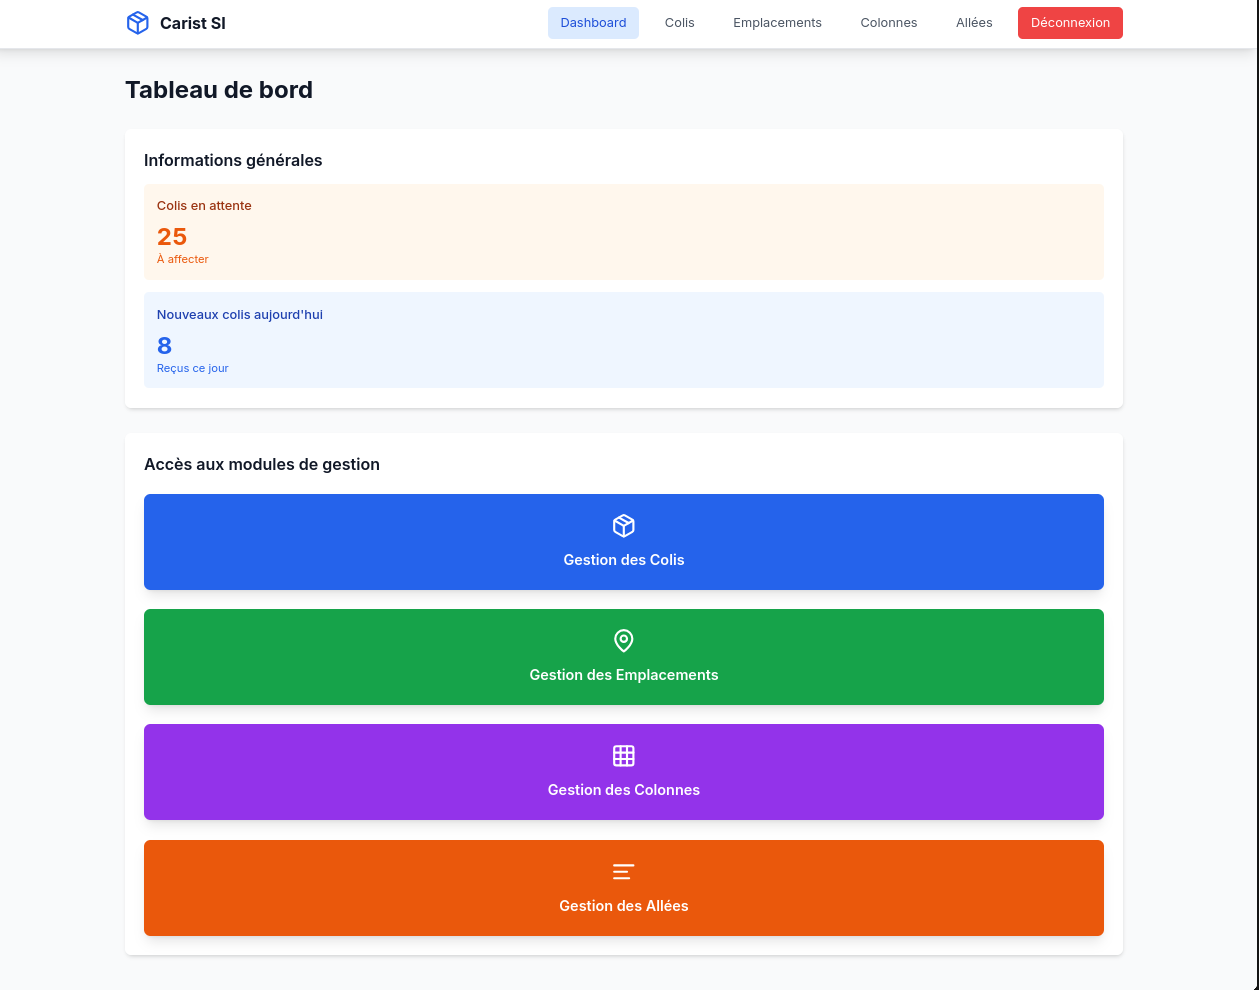 Carist SI
Dashboard
Colis
Emplacements
Colonnes
Allées
Déconnexion
Tableau de bord
Informations générales
Colis en attente
25
À affecter
Nouveaux colis aujourd'hui
8
Reçus ce jour
Accès aux modules de gestion
Gestion des Colis
Gestion des Emplacements
Gestion des Colonnes
Gestion des Allées